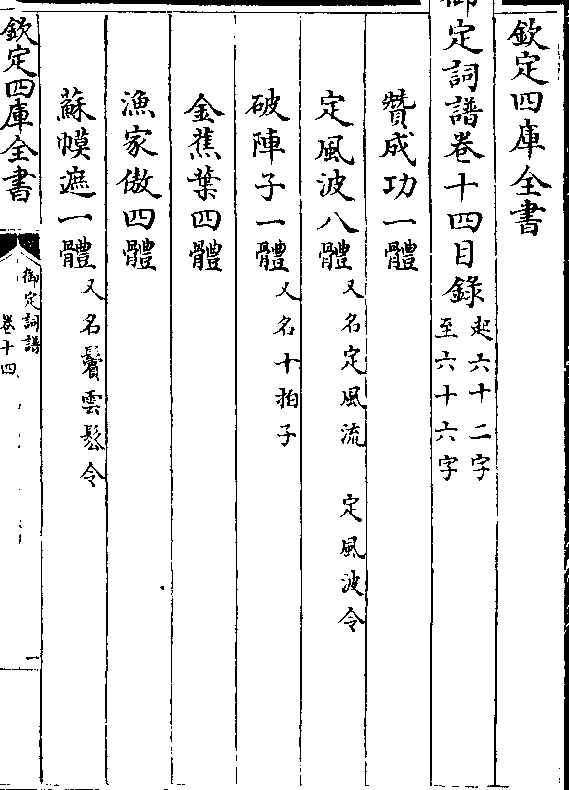 欽定四庫全書
御定詞譜卷十四目錄起六十二字至六十六字
贊成功一體
定風波八體又名定風流　定風波令
破陣子一體又名十拍子
金蕉葉四體
漁家傲四體
蘇幙遮一體又名鬢雲鬆令
欽定四庫全書
御定詞譜
卷十四
一